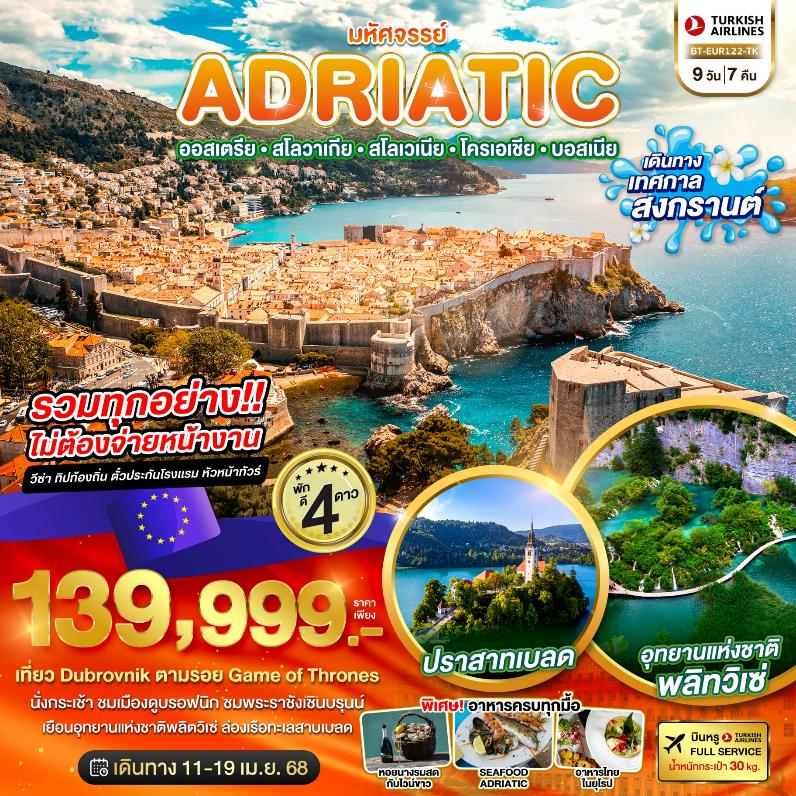 มหัศจรรย์
ADRIATIC
ออสเตรีย • สโลวาเกีย • สโลเวเนีย • โครเอเชีย • บอสเนีย
TURKISH
AIRLINES
BT-EUR122-TK
9 วัน|7 คืน
เดินทาง
เทศกาล
สงกรานต์
รวมทุกอย่าง!!
ไม่ต้องจ่ายหน้างาน
วีซ่า ทิปท้องถิ่น ตั๋วประกันโรงแรม หัวหน้าทัวร์
พัก
ดี
4
ดาว
139,999.-
ราคา
เพียง
เที่ยว Dubrovnik ตามรอย Game of Thrones
นั่งกระเช้า ชมเมืองดูบรอฟนิก ชมพระราชังเชินบรุนน์
เยือนอุทยานแห่งชาติพลิตวิเซ่ ล่องเรือทะเลสาบเบลด
เดินทาง 11-19 เม.ย. 68
ปราสาทเบลด
อุทยานแห่งชาติ
พลิทวิเซ่
พิเศษ! อาหารครบทุกมื้อ
หอยนางรมสด
กับไวน์ขาว
SEAFOOD
ADRIATIC
อาหารไทย
ในยุโรป
บินหรู TURKISH
AIRLINES
FULL SERVICE
น้ำหนักกระเป๋า 30 kg.